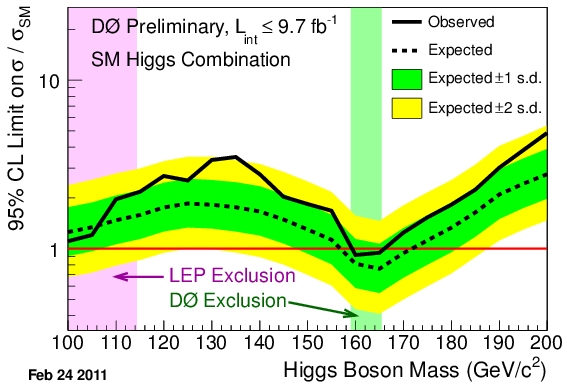 DØ Preliminary, L_int ≤ 9.7 fb⁻¹
SM Higgs Combination
Observed
Expected
Expected ±1 s.d.
Expected ±2 s.d.
95% CL Limit on σ / σ_SM
10
1
LEP Exclusion
DØ Exclusion
100 110 120 130 140 150 160 170 180 190 200
Higgs Boson Mass (GeV/c²)
Feb 24 2011